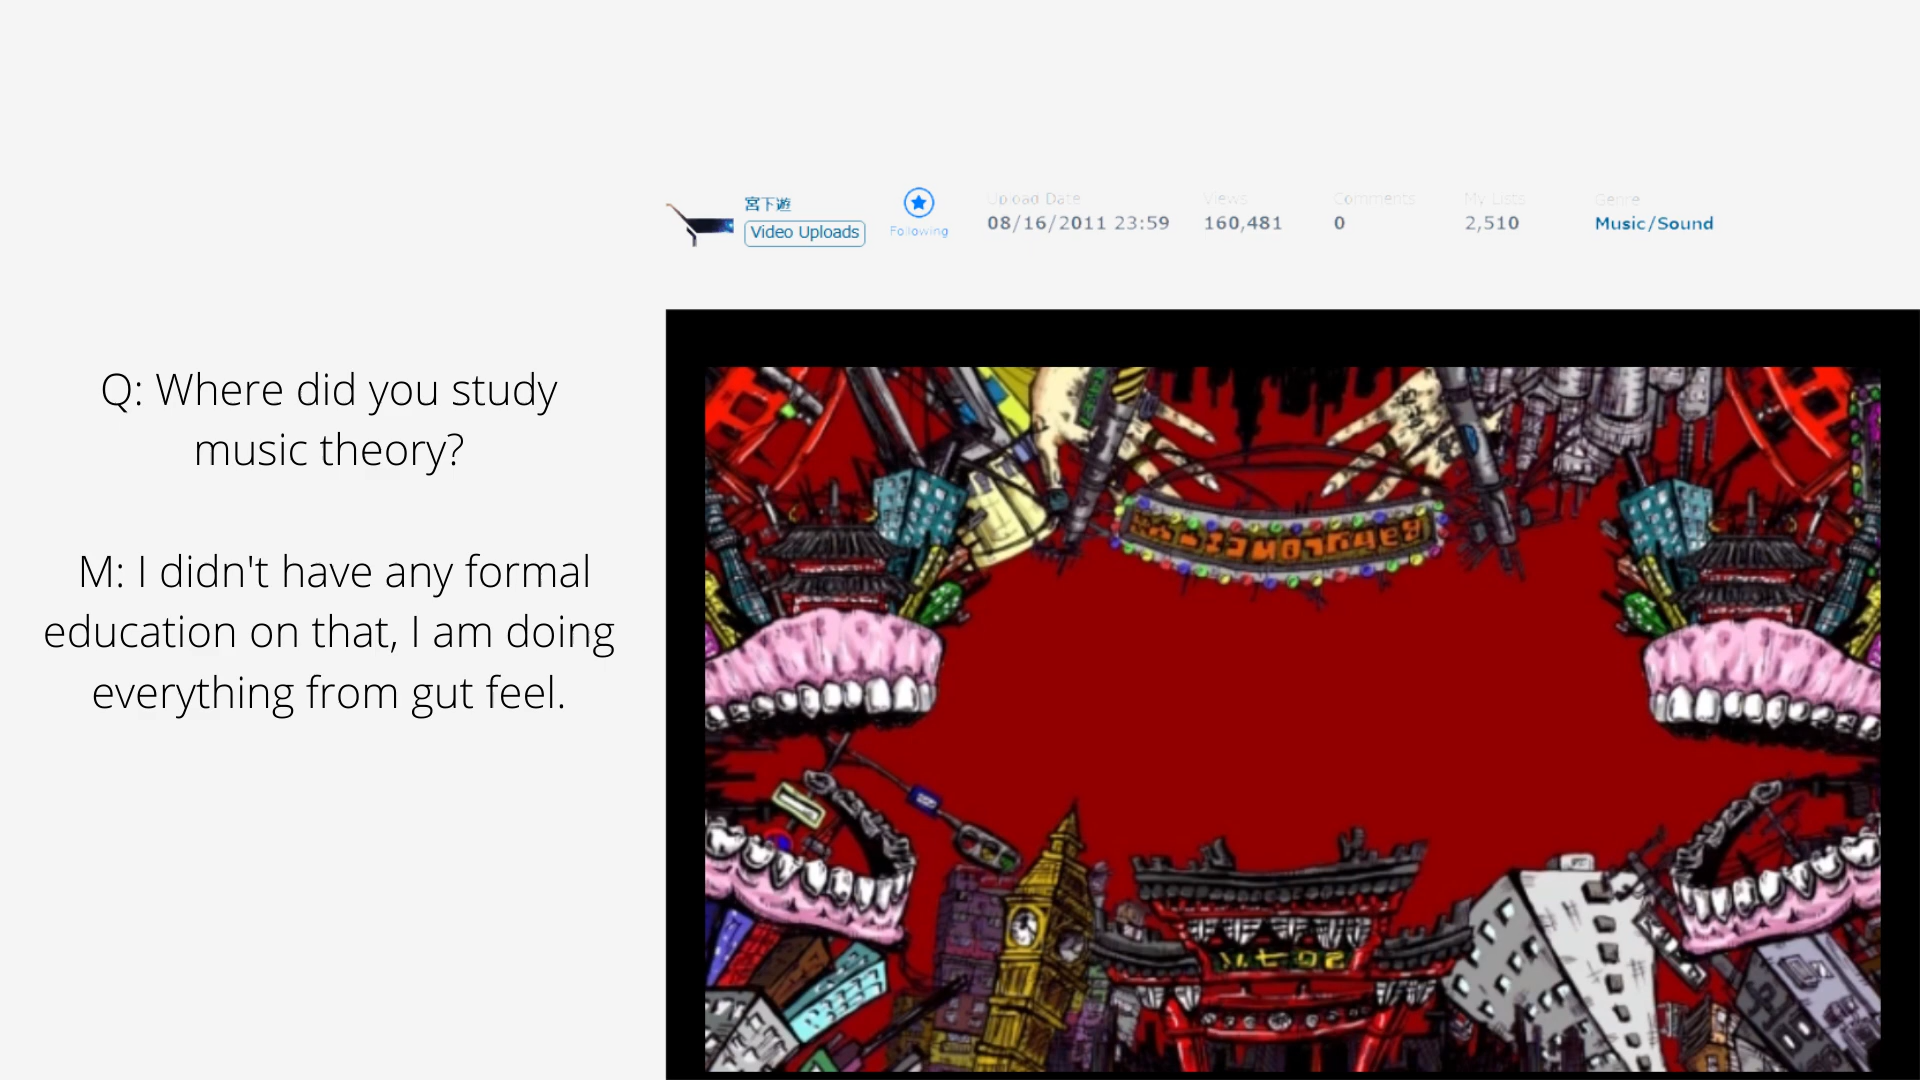 宮下遊
Video Uploads
Following
Upload Date
08/16/2011 23:59
Views
160,481
Comments
0
My Lists
2,510
Genre
Music/Sound
Q: Where did you study
music theory?
M: I didn't have any formal
education on that, I am doing
everything from gut feel.